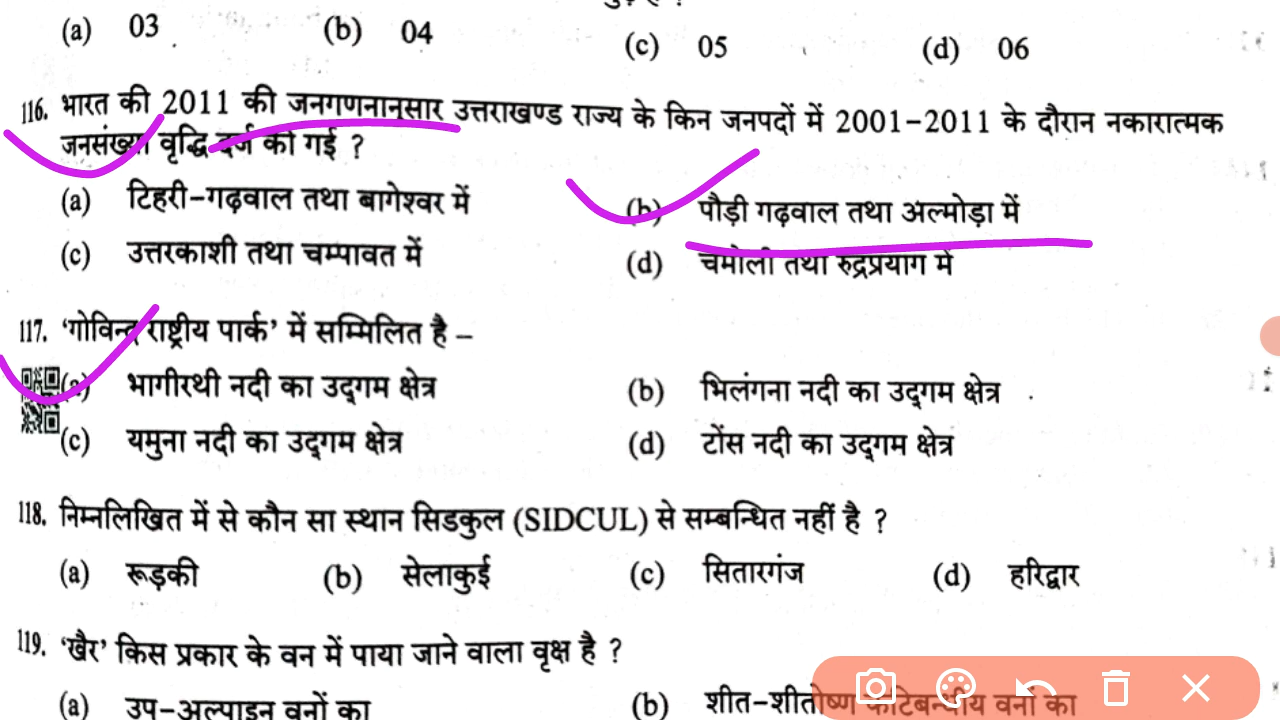 (a) 03 (b) 04 (c) 05 (d) 06
116. भारत की 2011 की जनगणनानुसार उत्तराखण्ड राज्य के किन जनपदों में 2001-2011 के दौरान नकारात्मक
जनसंख्या वृद्धि दर्ज की गई ?
(a) टिहरी-गढ़वाल तथा बागेश्वर में (b) पौड़ी गढ़वाल तथा अल्मोड़ा में
(c) उत्तरकाशी तथा चम्पावत में (d) चमोली तथा रुद्रप्रयाग में
117. 'गोविन्द राष्ट्रीय पार्क' में सम्मिलित है –
(a) भागीरथी नदी का उद्‌गम क्षेत्र (b) भिलंगना नदी का उद्‌गम क्षेत्र
(c) यमुना नदी का उद्‌गम क्षेत्र (d) टोंस नदी का उद्‌गम क्षेत्र
118. निम्नलिखित में से कौन सा स्थान सिडकुल (SIDCUL) से सम्बन्धित नहीं है ?
(a) रूड़की (b) सेलाकुई (c) सितारगंज (d) हरिद्वार
119. 'खैर' किस प्रकार के वन में पाया जाने वाला वृक्ष है ?
(a) उप-अल्पाइन वनों का (b) शीत-शीतोष्ण कटिबन्धीय वनों का